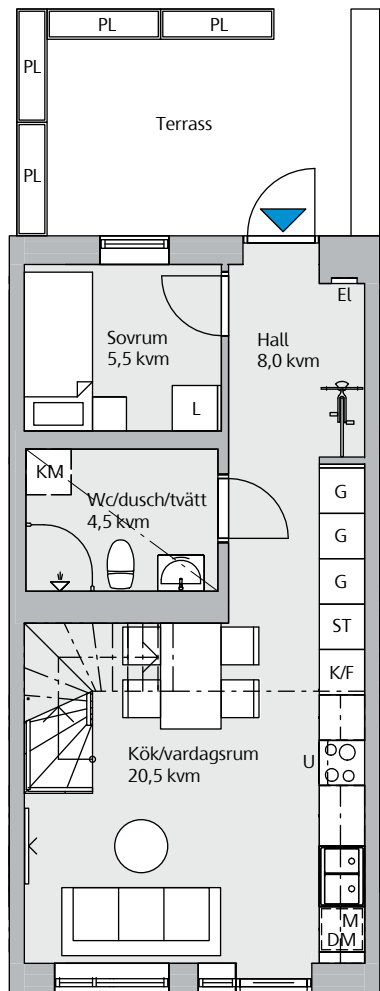 PL
PL
PL
Terrass
PL
El
Sovrum
5,5 kvm
Hall
8,0 kvm
L
KM
Wc/dusch/tvätt
4,5 kvm
G
G
G
ST
K/F
Kök/vardagsrum
20,5 kvm
U
M
DM